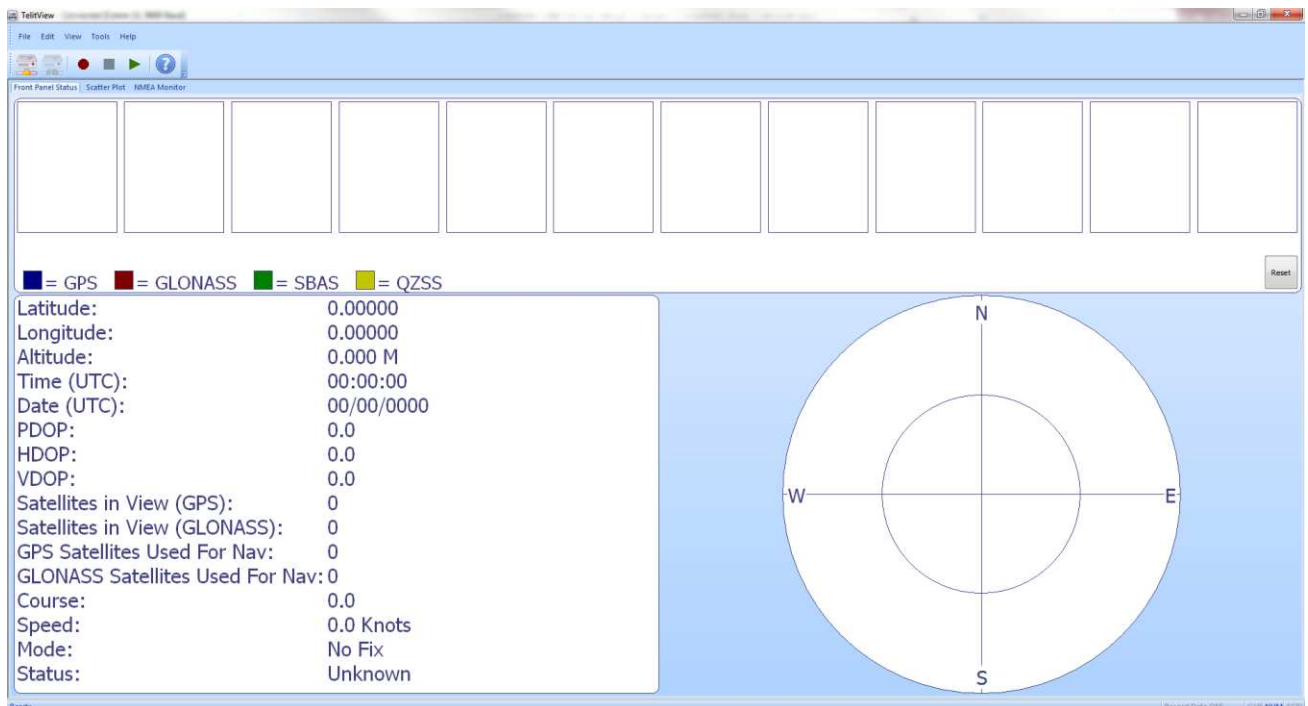 TelitView
File Edit View Tools Help
Front Panel Status Scatter Plot NMEA Monitor
= GPS = GLONASS = SBAS = QZSS
Reset
Latitude: 0.00000
Longitude: 0.00000
Altitude: 0.000 M
Time (UTC): 00:00:00
Date (UTC): 00/00/0000
PDOP: 0.0
HDOP: 0.0
VDOP: 0.0
Satellites in View (GPS): 0
Satellites in View (GLONASS): 0
GPS Satellites Used For Nav: 0
GLONASS Satellites Used For Nav: 0
Course: 0.0
Speed: 0.0 Knots
Mode: No Fix
Status: Unknown
N
W E
S